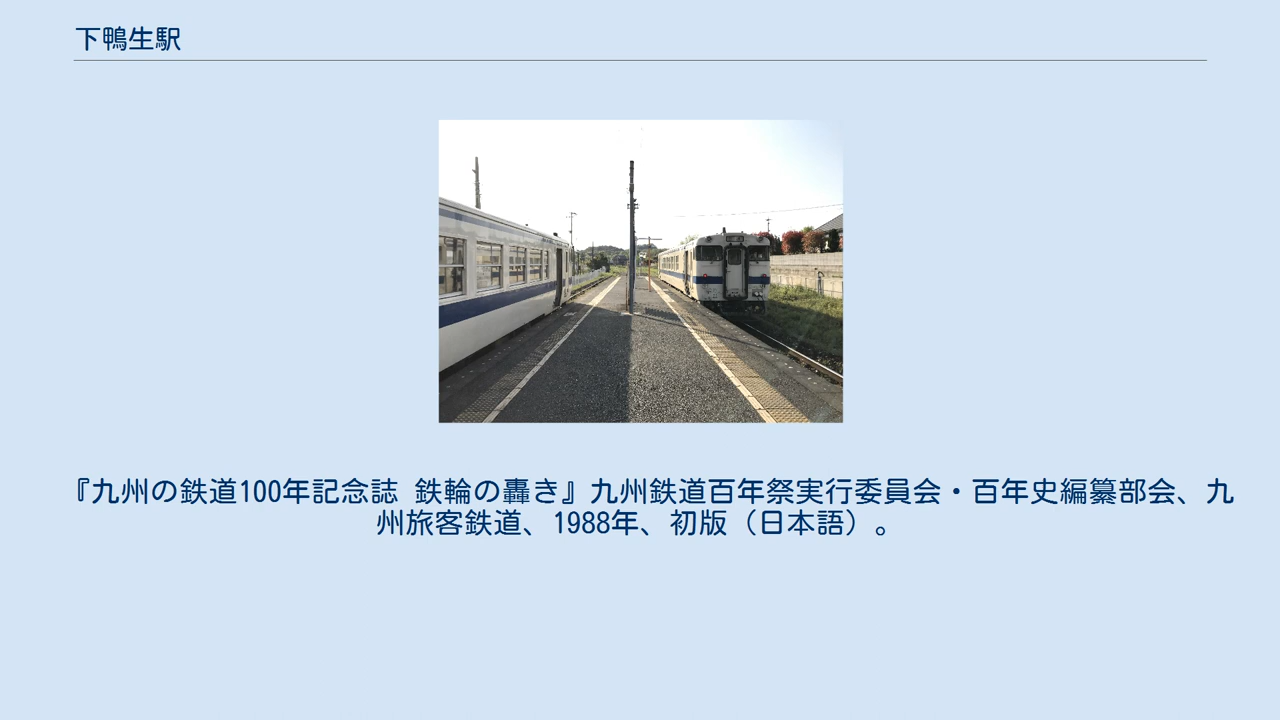 下鴨生駅
『九州の鉄道100年記念誌 鉄輪の轟き』九州鉄道百年祭実行委員会・百年史編纂部会、九
州旅客鉄道、1988年、初版（日本語）。